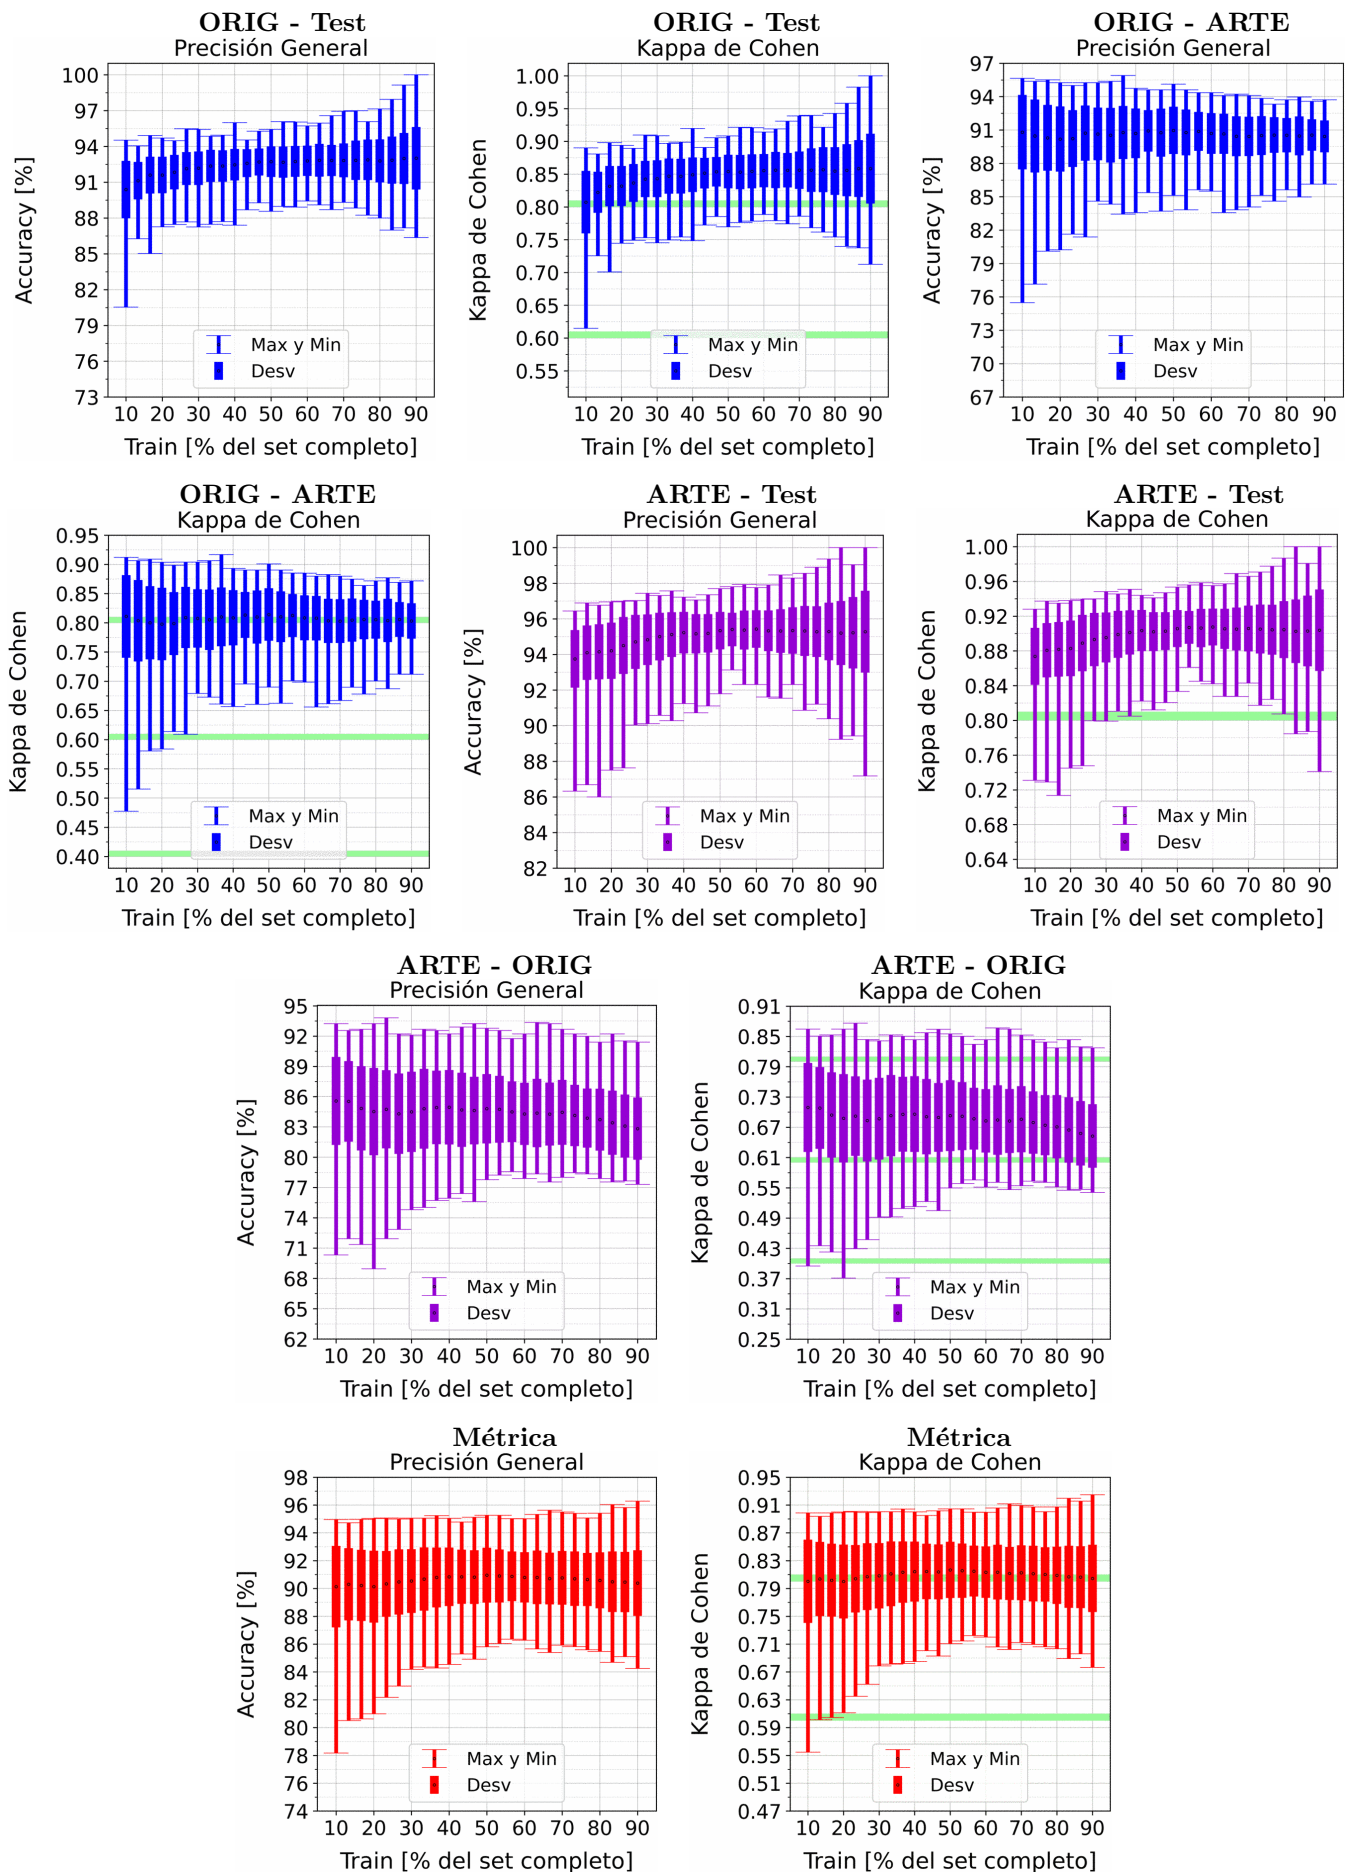 ORIG - Test
Precisión General
Accuracy [%]
100
97
94
91
88
85
82
79
76
73
Max y Min
Desv
10 20 30 40 50 60 70 80 90
Train [% del set completo]
ORIG - Test
Kappa de Cohen
Kappa de Cohen
1.00
0.95
0.90
0.85
0.80
0.75
0.70
0.65
0.60
0.55
Max y Min
Desv
10 20 30 40 50 60 70 80 90
Train [% del set completo]
ORIG - ARTE
Precisión General
Accuracy [%]
97
94
91
88
85
82
79
76
73
70
67
Max y Min
Desv
10 20 30 40 50 60 70 80 90
Train [% del set completo]
ORIG - ARTE
Kappa de Cohen
Kappa de Cohen
0.95
0.90
0.85
0.80
0.75
0.70
0.65
0.60
0.55
0.50
0.45
0.40
Max y Min
Desv
10 20 30 40 50 60 70 80 90
Train [% del set completo]
ARTE - Test
Precisión General
Accuracy [%]
100
98
96
94
92
90
88
86
84
82
Max y Min
Desv
10 20 30 40 50 60 70 80 90
Train [% del set completo]
ARTE - Test
Kappa de Cohen
Kappa de Cohen
1.00
0.96
0.92
0.88
0.84
0.80
0.76
0.72
0.68
0.64
Max y Min
Desv
10 20 30 40 50 60 70 80 90
Train [% del set completo]
ARTE - ORIG
Precisión General
Accuracy [%]
95
92
89
86
83
80
77
74
71
68
65
62
Max y Min
Desv
10 20 30 40 50 60 70 80 90
Train [% del set completo]
ARTE - ORIG
Kappa de Cohen
Kappa de Cohen
0.91
0.85
0.79
0.73
0.67
0.61
0.55
0.49
0.43
0.37
0.31
0.25
Max y Min
Desv
10 20 30 40 50 60 70 80 90
Train [% del set completo]
Métrica
Precisión General
Accuracy [%]
98
96
94
92
90
88
86
84
82
80
78
76
74
Max y Min
Desv
10 20 30 40 50 60 70 80 90
Train [% del set completo]
Métrica
Kappa de Cohen
Kappa de Cohen
0.95
0.91
0.87
0.83
0.79
0.75
0.71
0.67
0.63
0.59
0.55
0.51
0.47
Max y Min
Desv
10 20 30 40 50 60 70 80 90
Train [% del set completo]